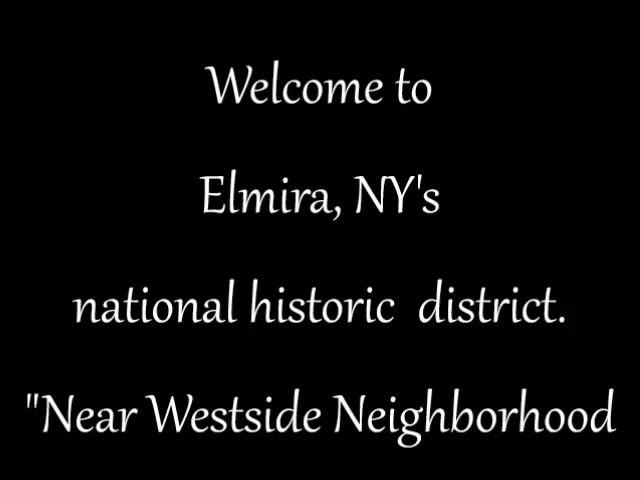 Welcome to
Elmira, NY's
national historic  district.
"Near Westside Neighborhood